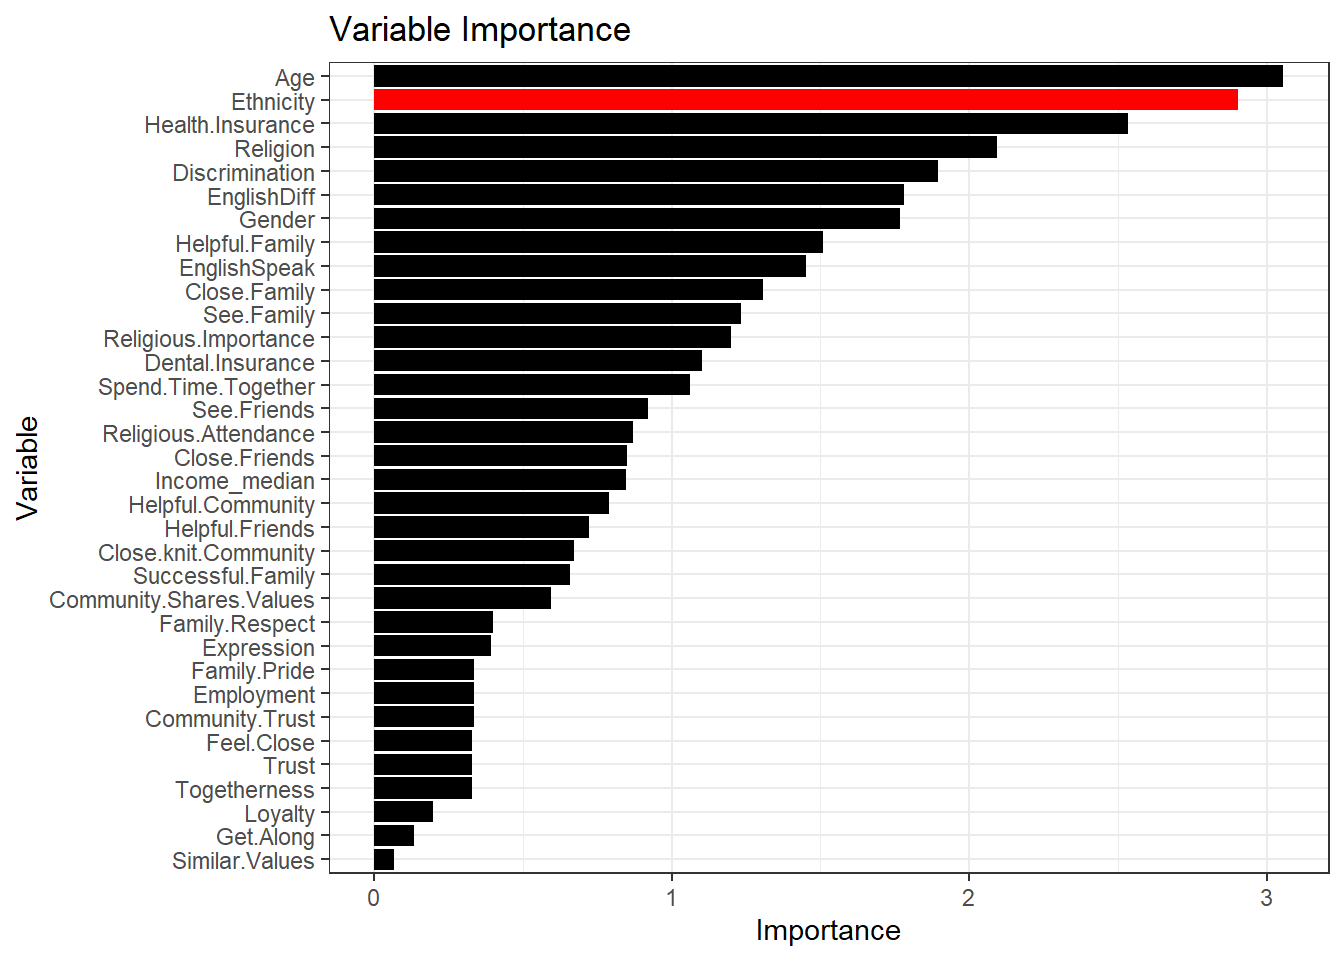 Variable Importance
Age
Ethnicity
Health.Insurance
Religion
Discrimination
EnglishDiff
Gender
Helpful.Family
EnglishSpeak
Close.Family
See.Family
Religious.Importance
Dental.Insurance
Spend.Time.Together
See.Friends
Religious.Attendance
Close.Friends
Income_median
Helpful.Community
Helpful.Friends
Close.knit.Community
Successful.Family
Community.Shares.Values
Family.Respect
Expression
Family.Pride
Employment
Community.Trust
Feel.Close
Trust
Togetherness
Loyalty
Get.Along
Similar.Values
Variable
0 1 2 3
Importance